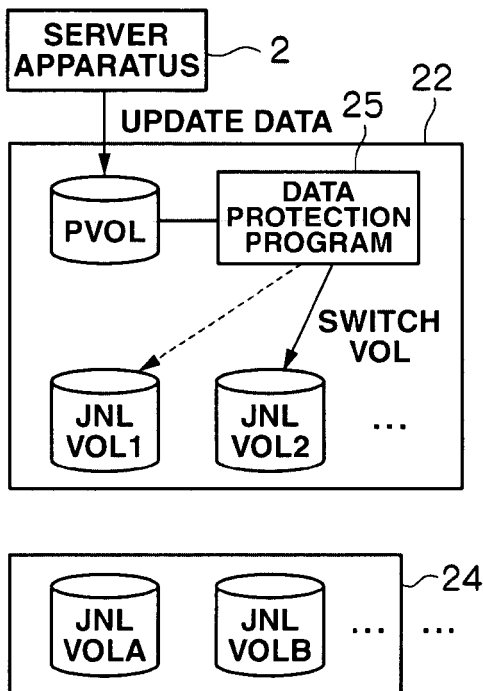 SERVER
APPARATUS
2
UPDATE DATA
25
22
PVOL
DATA
PROTECTION
PROGRAM
SWITCH
VOL
JNL
VOL1
JNL
VOL2
...
24
JNL
VOLA
JNL
VOLB
...
...